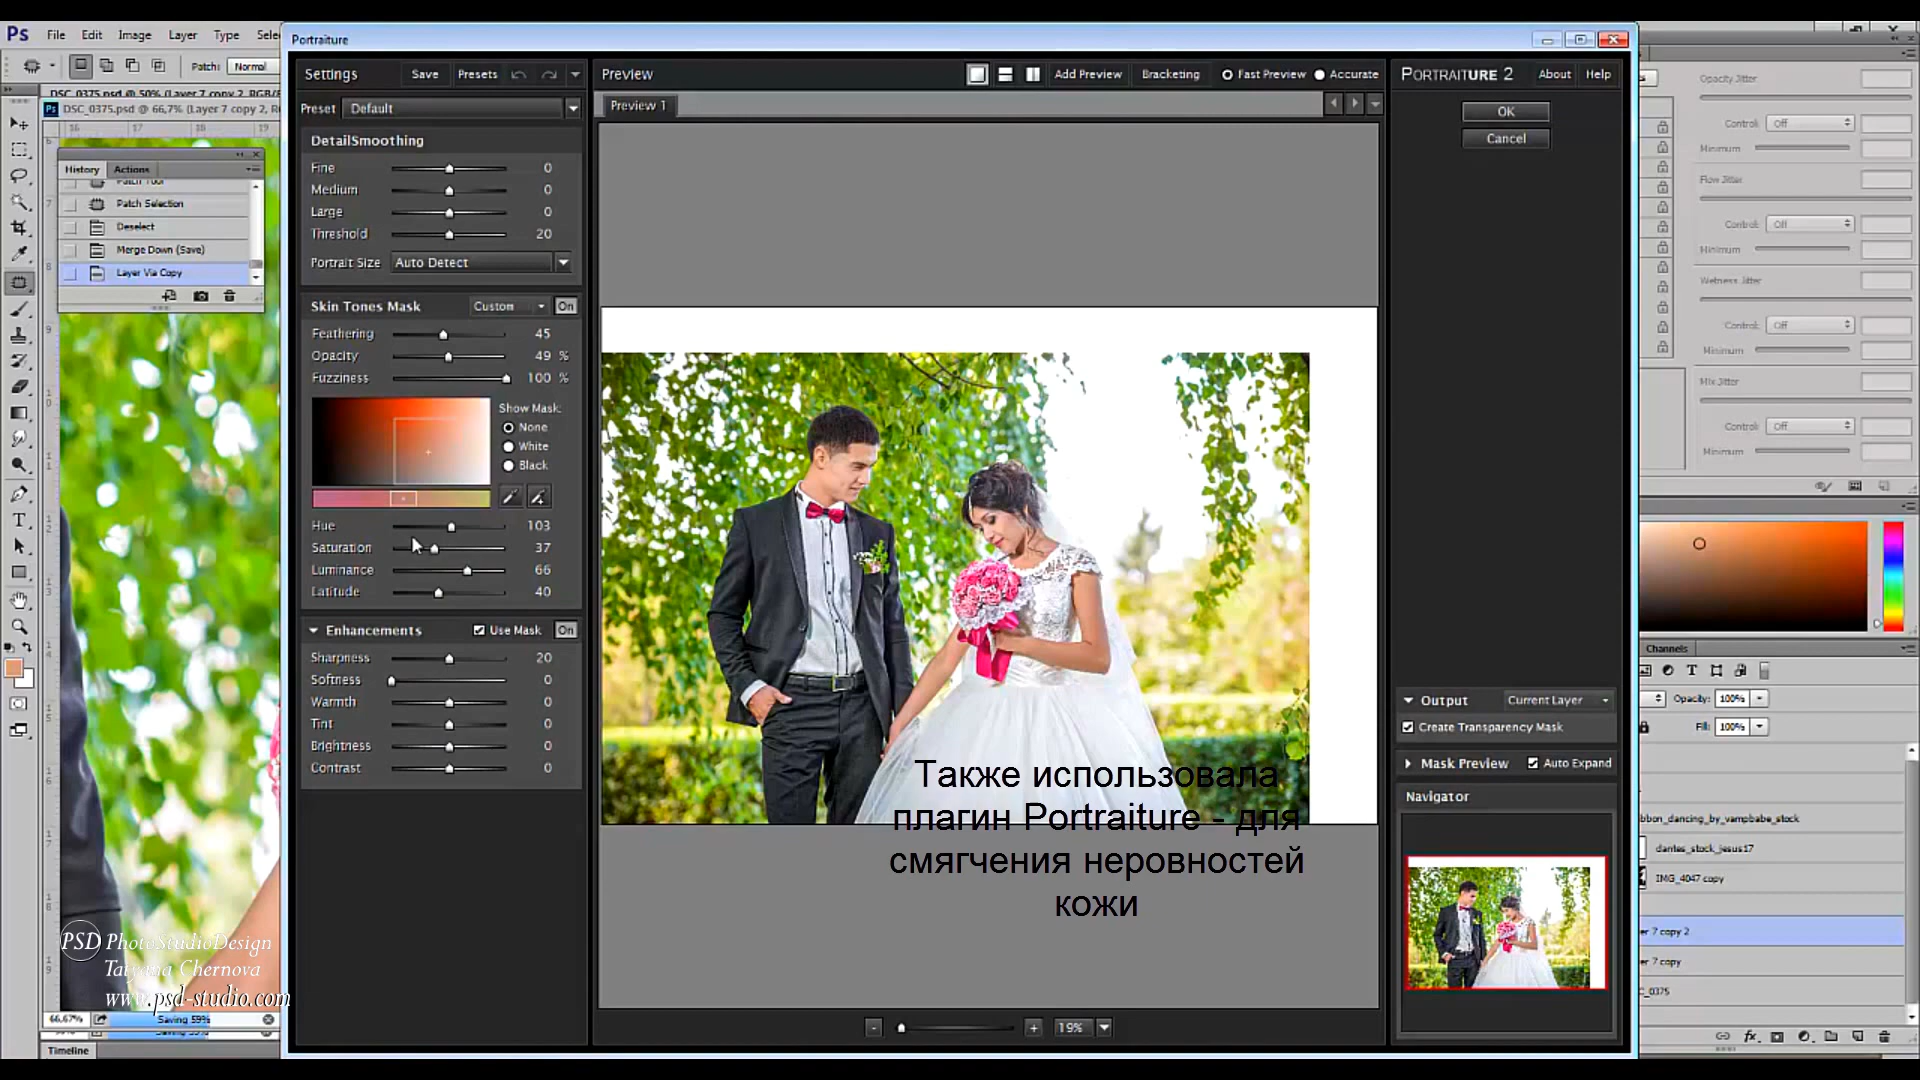 Ps File Edit Image Layer Type
Portraiture
Patch: Normal
DSC_0375.psd @ 66,7% (Layer 7 copy 2,
History Actions
Patch Tool
Patch Selection
Deselect
Merge Down (Save)
Layer Via Copy
66.67%
Saving 59%
Timeline
PSD PhotoStudioDesign
Tatyana Chernova
www.psd-studio.com
Settings Save Presets
Preset Default
DetailSmoothing
Fine 0
Medium 0
Large 0
Threshold 20
Portrait Size Auto Detect
Skin Tones Mask Custom On
Feathering 45
Opacity 49 %
Fuzziness 100 %
Show Mask:
None
White
Black
Hue 103
Saturation 37
Luminance 66
Latitude 40
Enhancements Use Mask On
Sharpness 20
Softness 0
Warmth 0
Tint 0
Brightness 0
Contrast 0
Preview Add Preview Bracketing Fast Preview Accurate
Preview 1
Также использовала
плагин Portraiture - для
смягчения неровностей
кожи
- + 19%
PORTRAITURE 2 About Help
OK
Cancel
Output Current Layer
Create Transparency Mask
Mask Preview Auto Expand
Navigator
Opacity Jitter
Control: Off
Minimum
Flow Jitter
Control: Off
Minimum
Wetness Jitter
Control: Off
Minimum
Mix Jitter
Control: Off
Minimum
Channels
Opacity: 100%
Fill: 100%
bbon_dancing_by_vampbabe_stock
dantes_stock_jesus17
IMG_4047 copy
er 7 copy 2
er 7 copy
C_0375